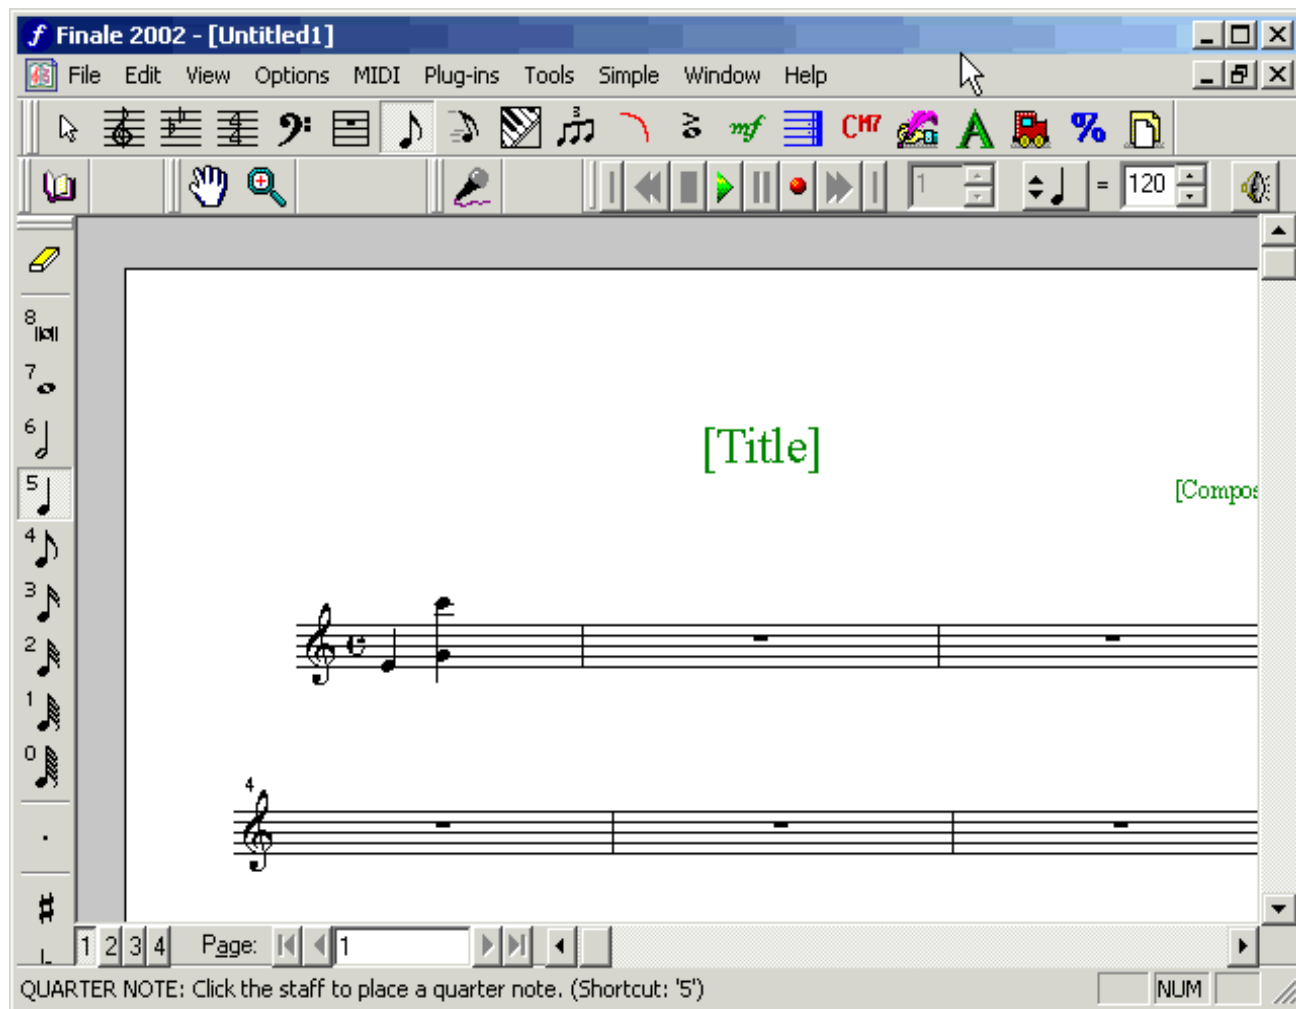 Finale 2002 - [Untitled1]
File Edit View Options MIDI Plug-ins Tools Simple Window Help
mf CM7 A %
1 = 120
8
7
6
5
4
3
2
1
0
[Title]
[Compos
3
4
1 2 3 4 Page: 1
QUARTER NOTE: Click the staff to place a quarter note. (Shortcut: '5') NUM